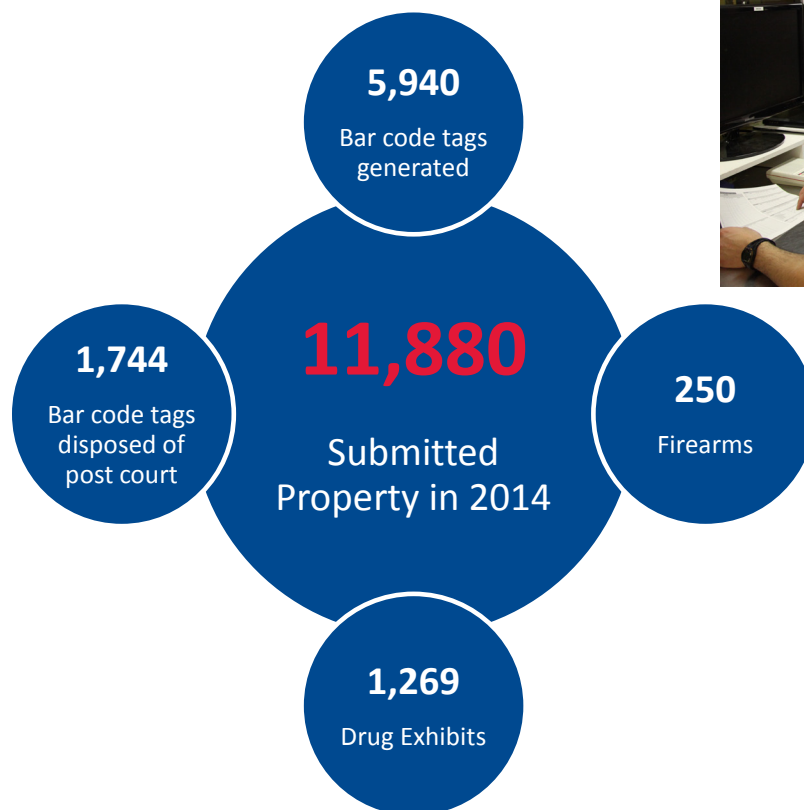 5,940
Bar code tags
generated
1,744
Bar code tags
disposed of
post court
11,880
Submitted
Property in 2014
250
Firearms
1,269
Drug Exhibits